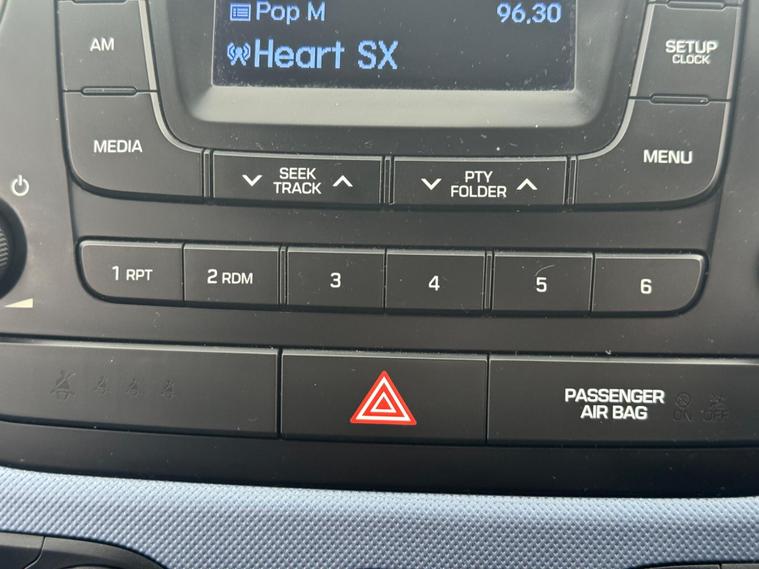 Pop M 96.30
Heart SX
AM
SETUP
CLOCK
MEDIA
SEEK
TRACK
PTY
FOLDER
MENU
1 RPT
2 RDM
3
4
5
6
PASSENGER
AIR BAG
ON
OFF